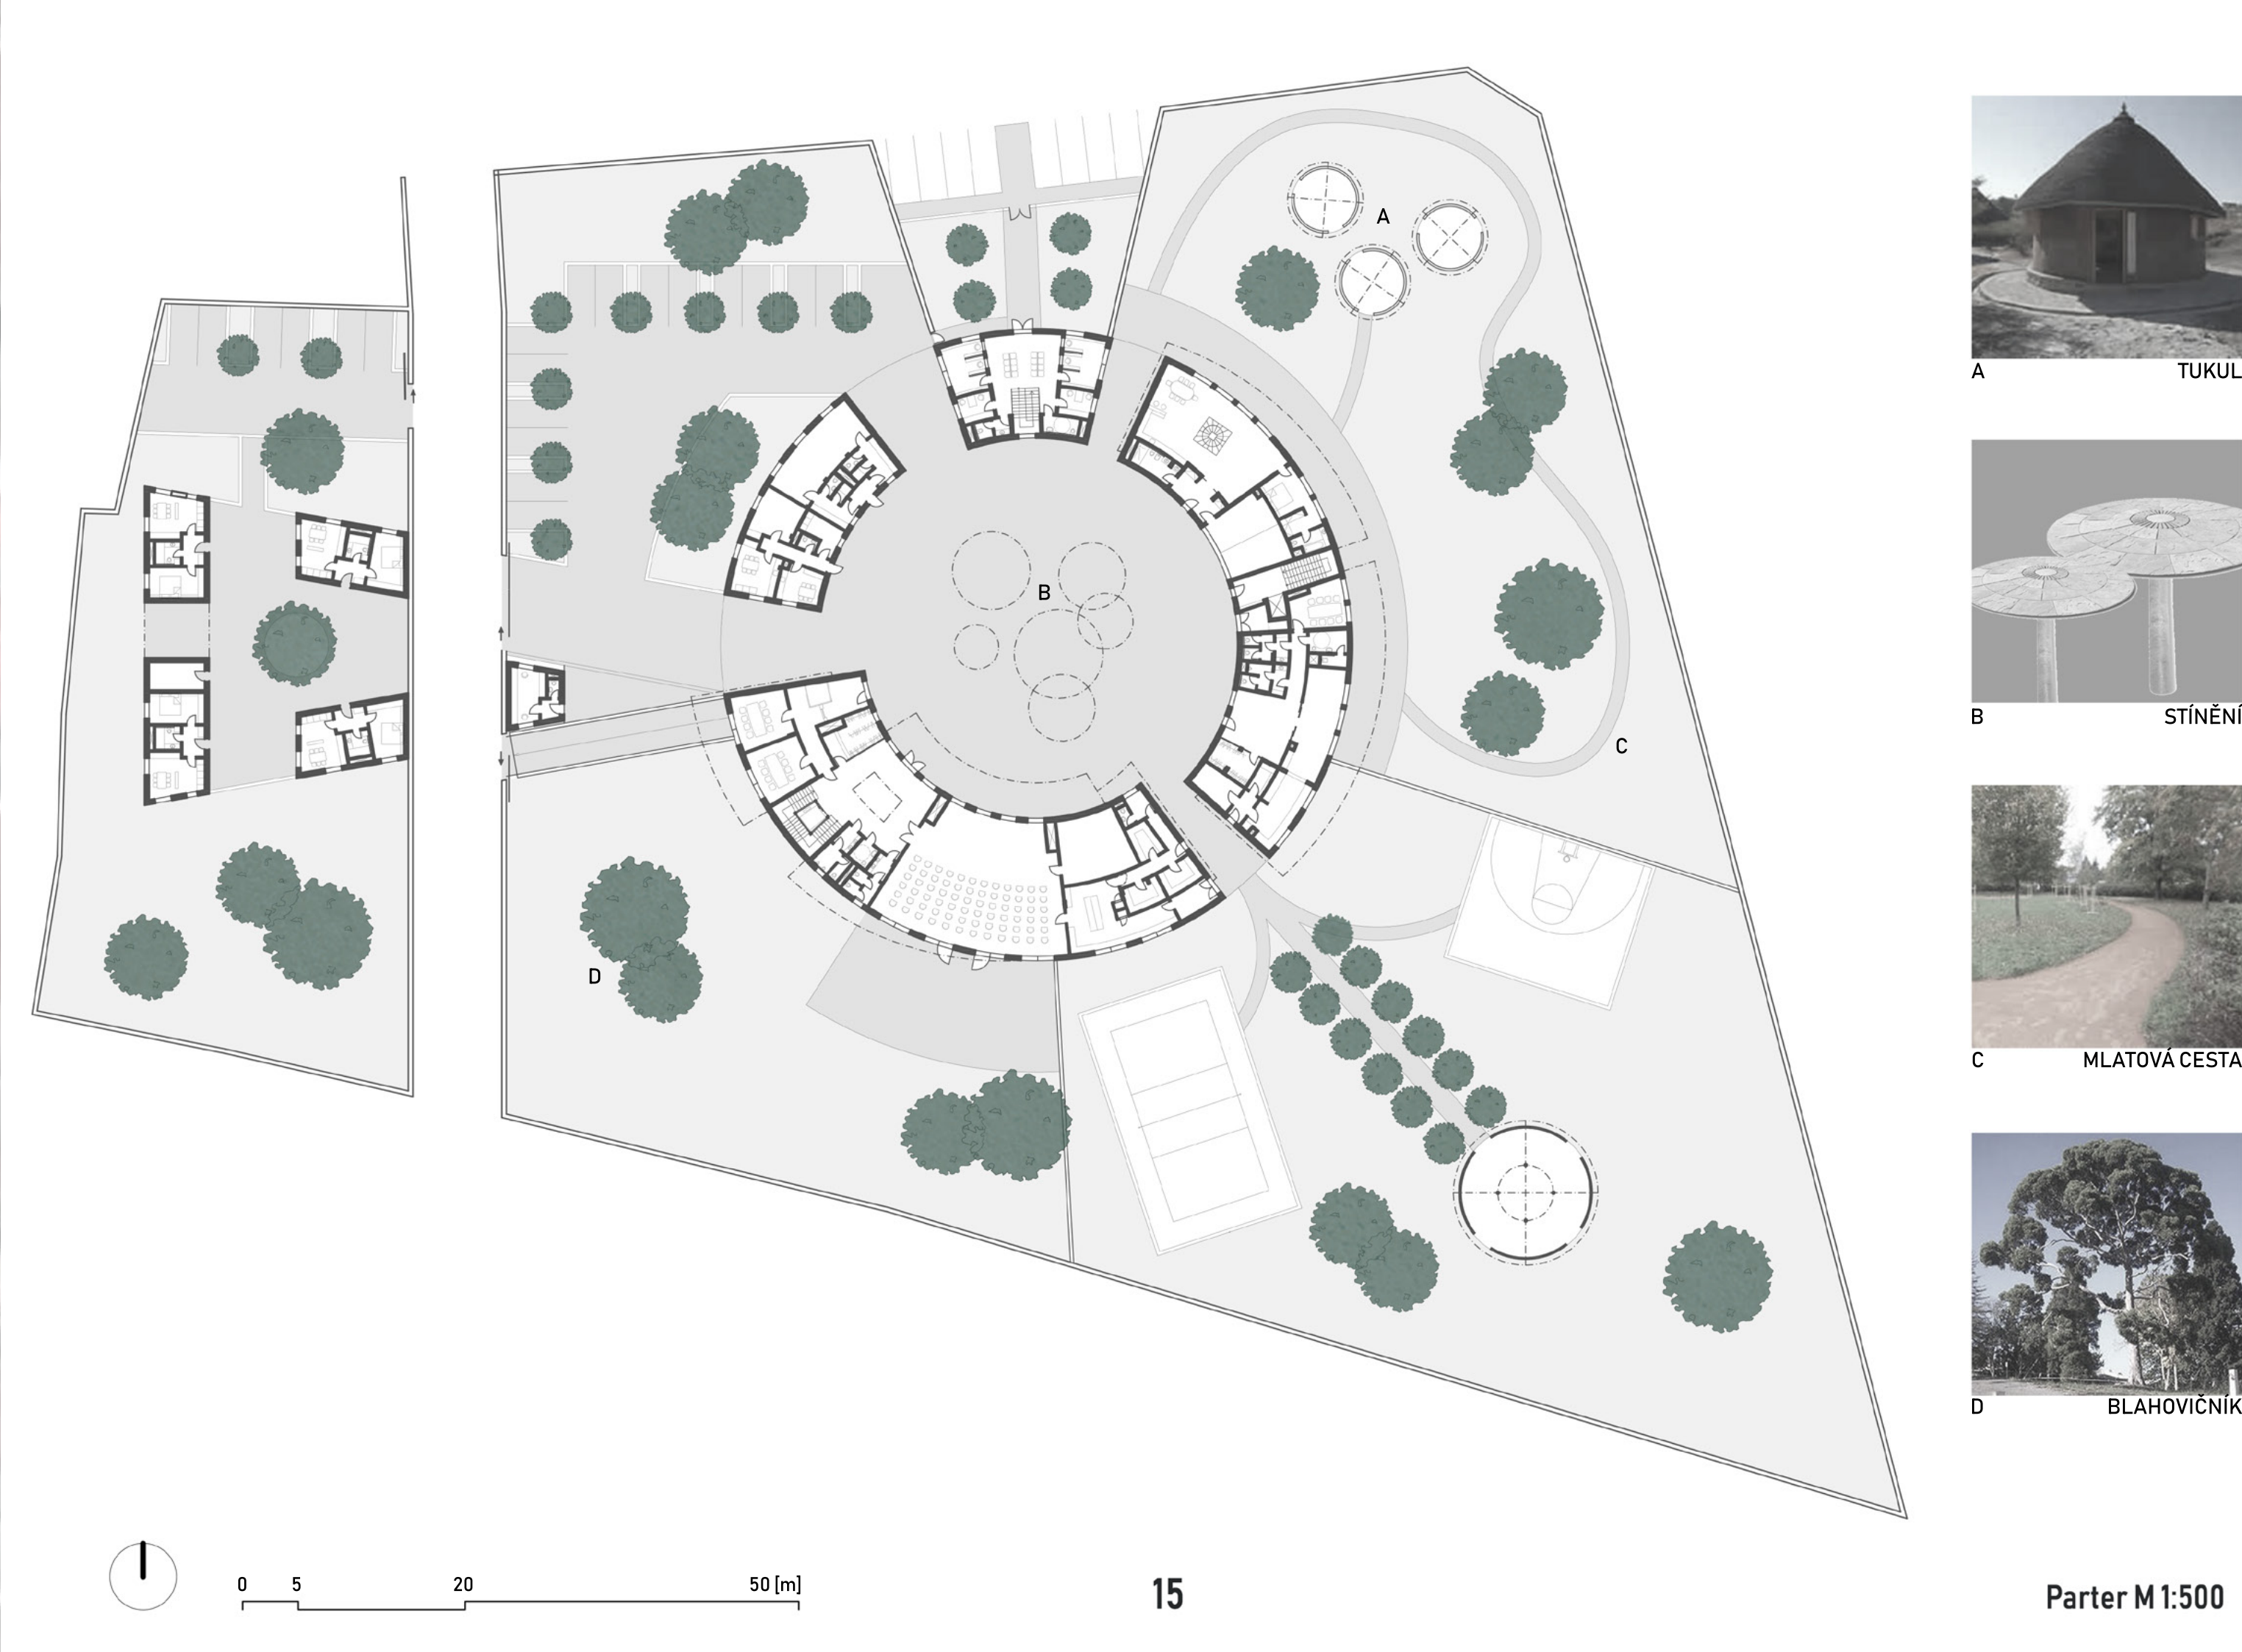 A
A
TUKUL
B
B
STÍNĚNÍ
C
C
MLATOVÁ CESTA
D
D
BLAHOVIČNÍK
0 5 20 50 [m]
15
Parter M 1:500